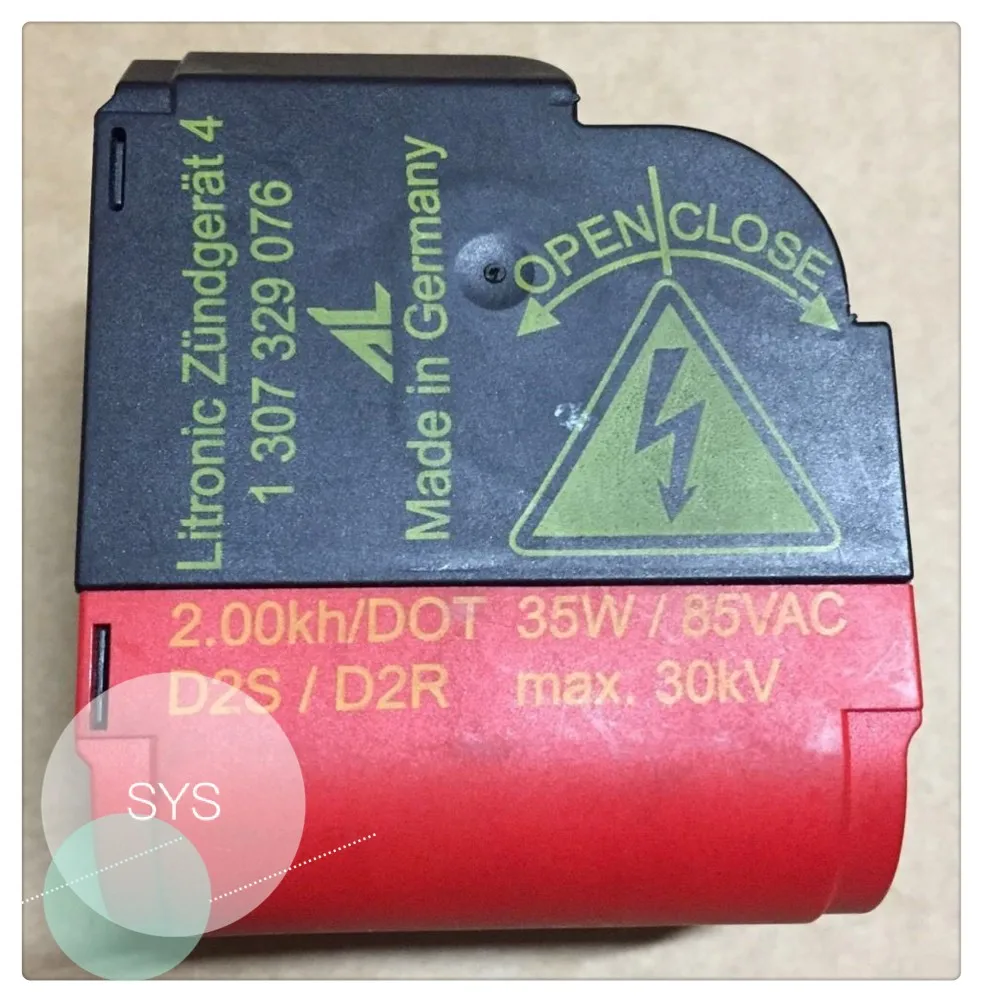 Litronic Zündgerät 4
1 307 329 076
AL
Made in Germany
OPEN CLOSE
2.00kh/DOT 35W / 85VAC
D2S / D2R max. 30kV
SYS